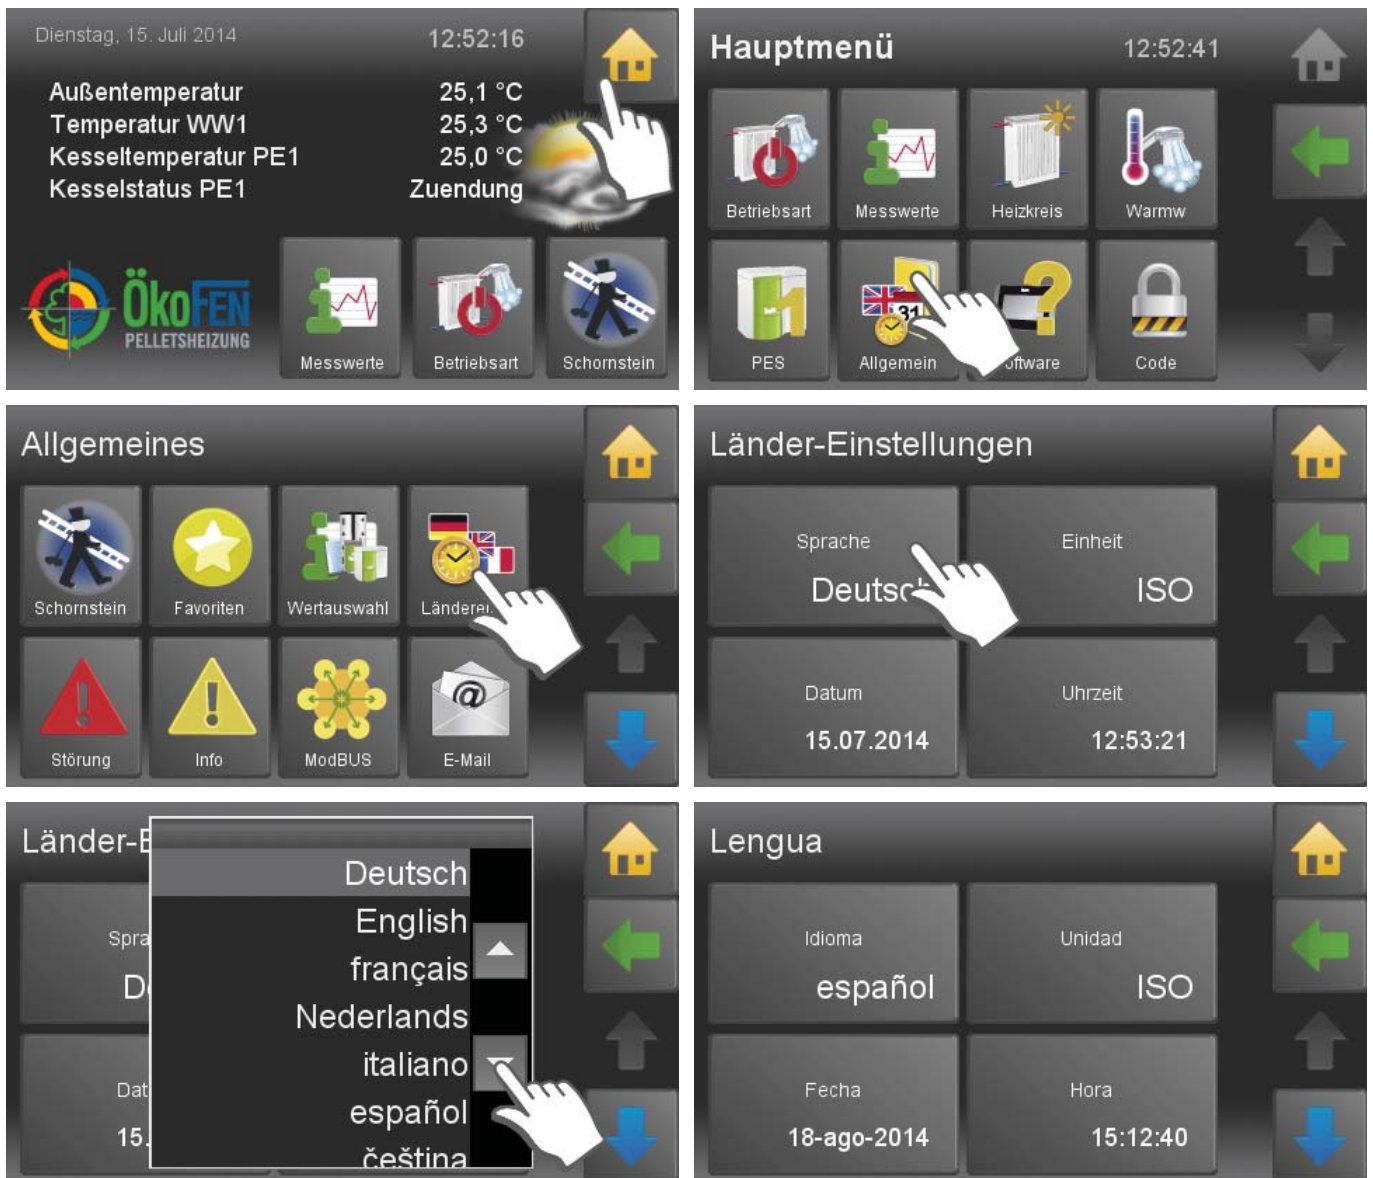 Dienstag, 15. Juli 2014 12:52:16
Außentemperatur 25,1 °C
Temperatur WW1 25,3 °C
Kesseltemperatur PE1 25,0 °C
Kesselstatus PE1 Zuendung
ÖkoFEN
PELLETSHEIZUNG
Messwerte Betriebsart Schornstein
Hauptmenü 12:52:41
Betriebsart Messwerte Heizkreis Warmw
31
PES Allgemein Code
Allgemeines
Schornstein Favoriten Wertauswahl
Störung Info ModBUS E-Mail
Länder-Einstellungen
Sprache Einheit
ISO
Datum Uhrzeit
15.07.2014 12:53:21
Deutsch
English
français
Nederlands
italiano
español
čeština
Lengua
Idioma Unidad
español ISO
Fecha Hora
18-ago-2014 15:12:40